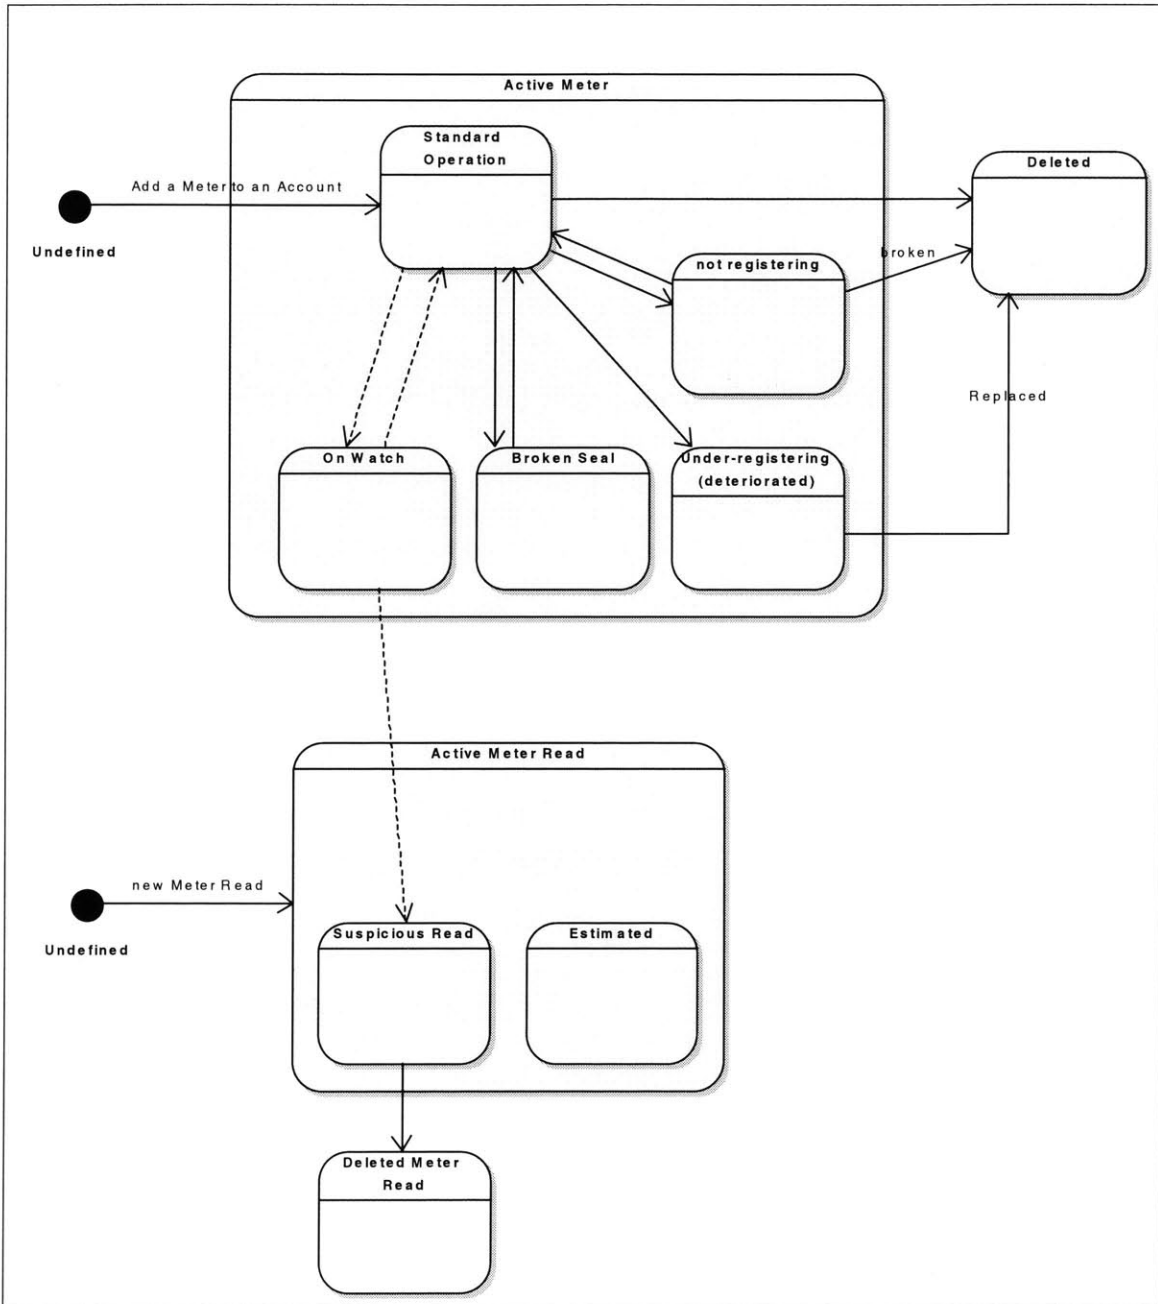 Active Meter
Standard
Operation
Deleted
Add a Meter to an Account
Undefined
not registering
broken
Replaced
On Watch
Broken Seal
Under-registering
(deteriorated)
Active Meter Read
new Meter Read
Undefined
Suspicious Read
Estimated
Deleted Meter
Read